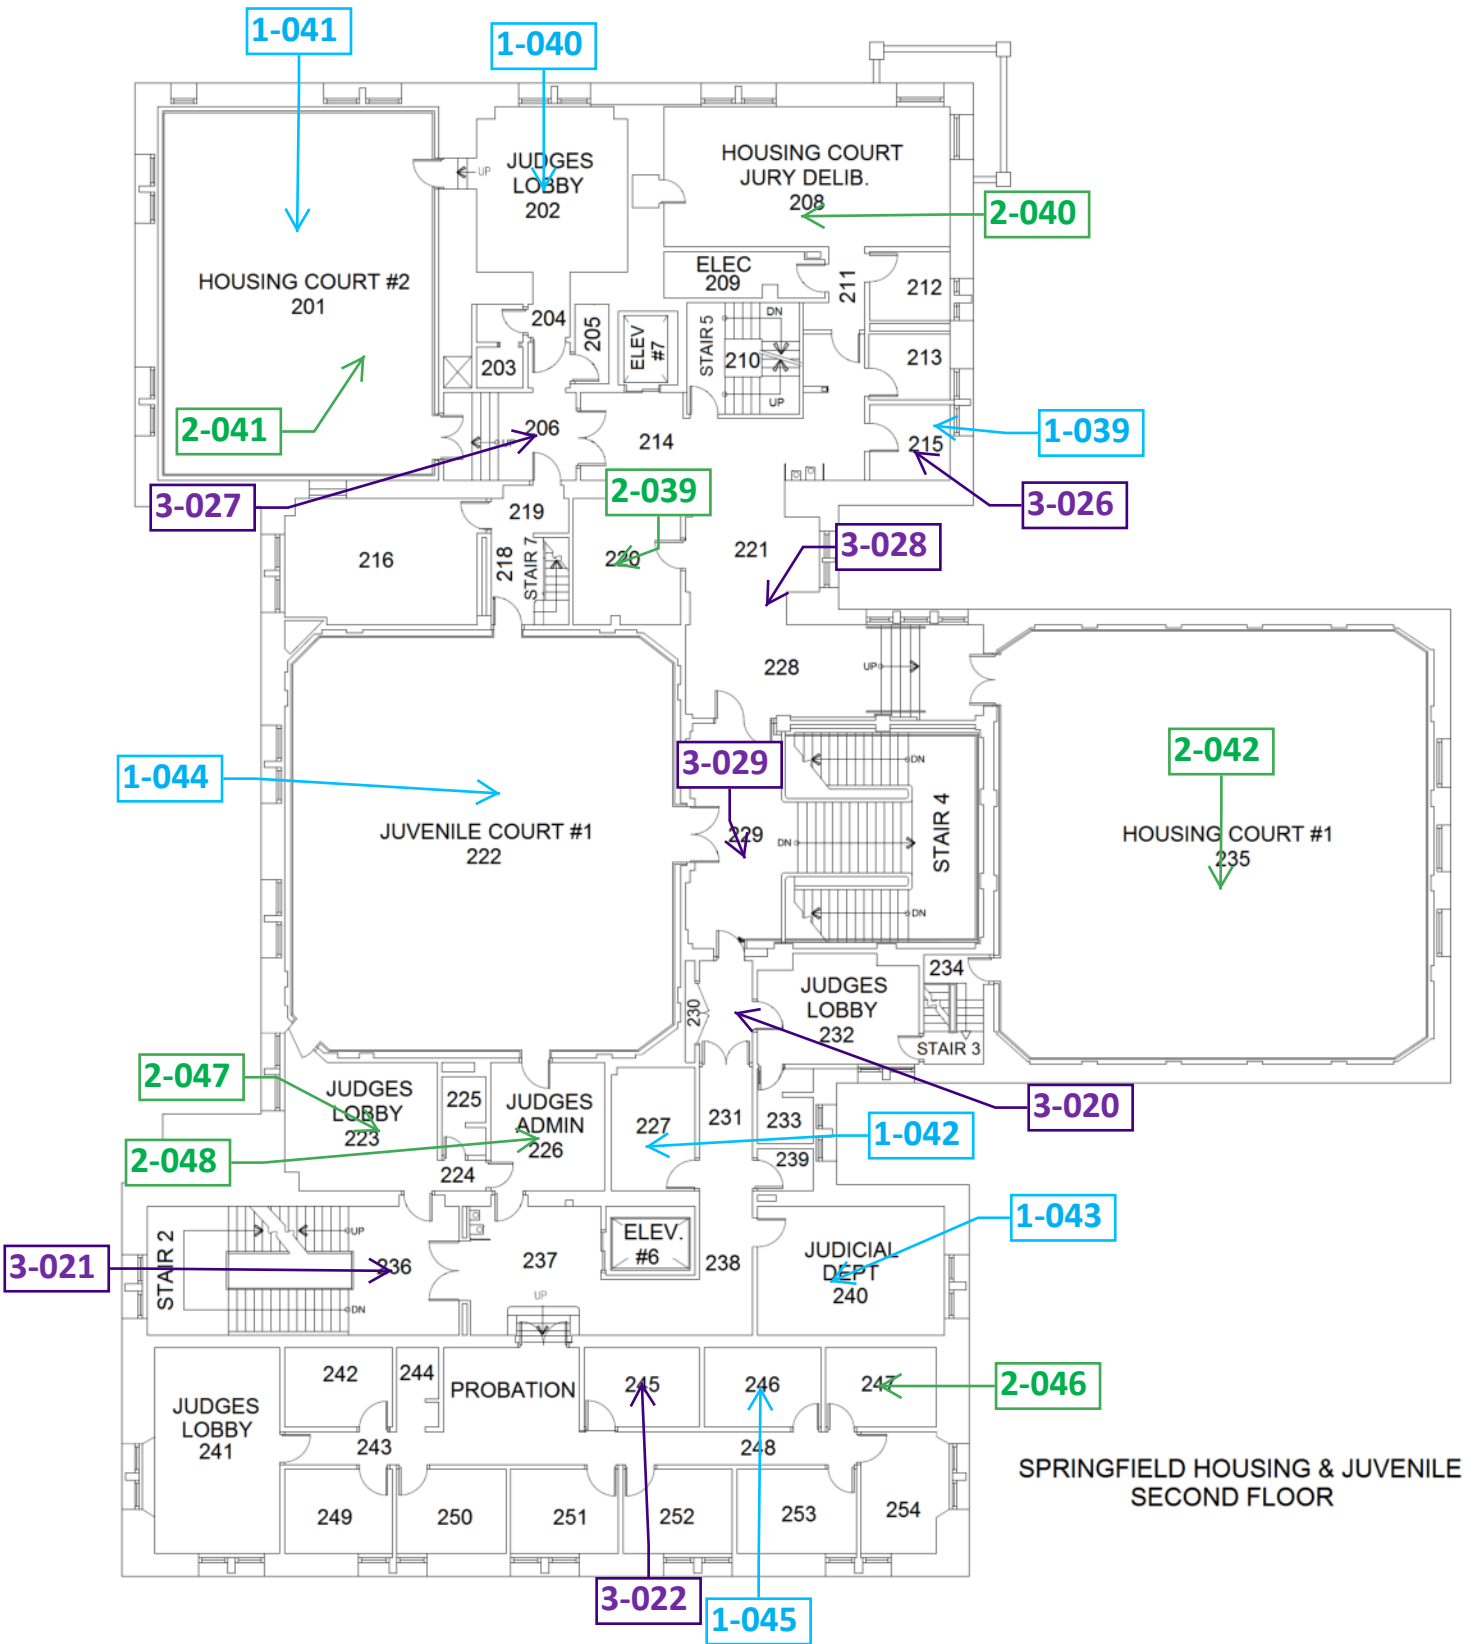 1-041
1-040
JUDGES
LOBBY
202
UP
HOUSING COURT
JURY DELIB.
208
2-040
HOUSING COURT #2
201
ELEC
209
211
212
204
205
203
ELEV
#7
STAIR 5
210
DN
UP
213
2-041
206
UP
214
215
1-039
3-027
2-039
3-026
219
216
218
STAIR 7
220
221
3-028
228
UP
1-044
3-029
2-042
JUVENILE COURT #1
222
229
DN
DN
DN
STAIR 4
HOUSING COURT #1
235
230
JUDGES
LOBBY
232
234
STAIR 3
2-047
JUDGES
LOBBY
223
225
JUDGES
ADMIN
226
227
231
233
3-020
1-042
2-048
224
239
1-043
3-021
STAIR 2
UP
DN
236
237
ELEV.
#6
238
UP
JUDICIAL
DEPT
240
242
244
PROBATION
245
246
247
2-046
JUDGES
LOBBY
241
243
248
249
250
251
252
253
254
SPRINGFIELD HOUSING & JUVENILE
SECOND FLOOR
3-022
1-045